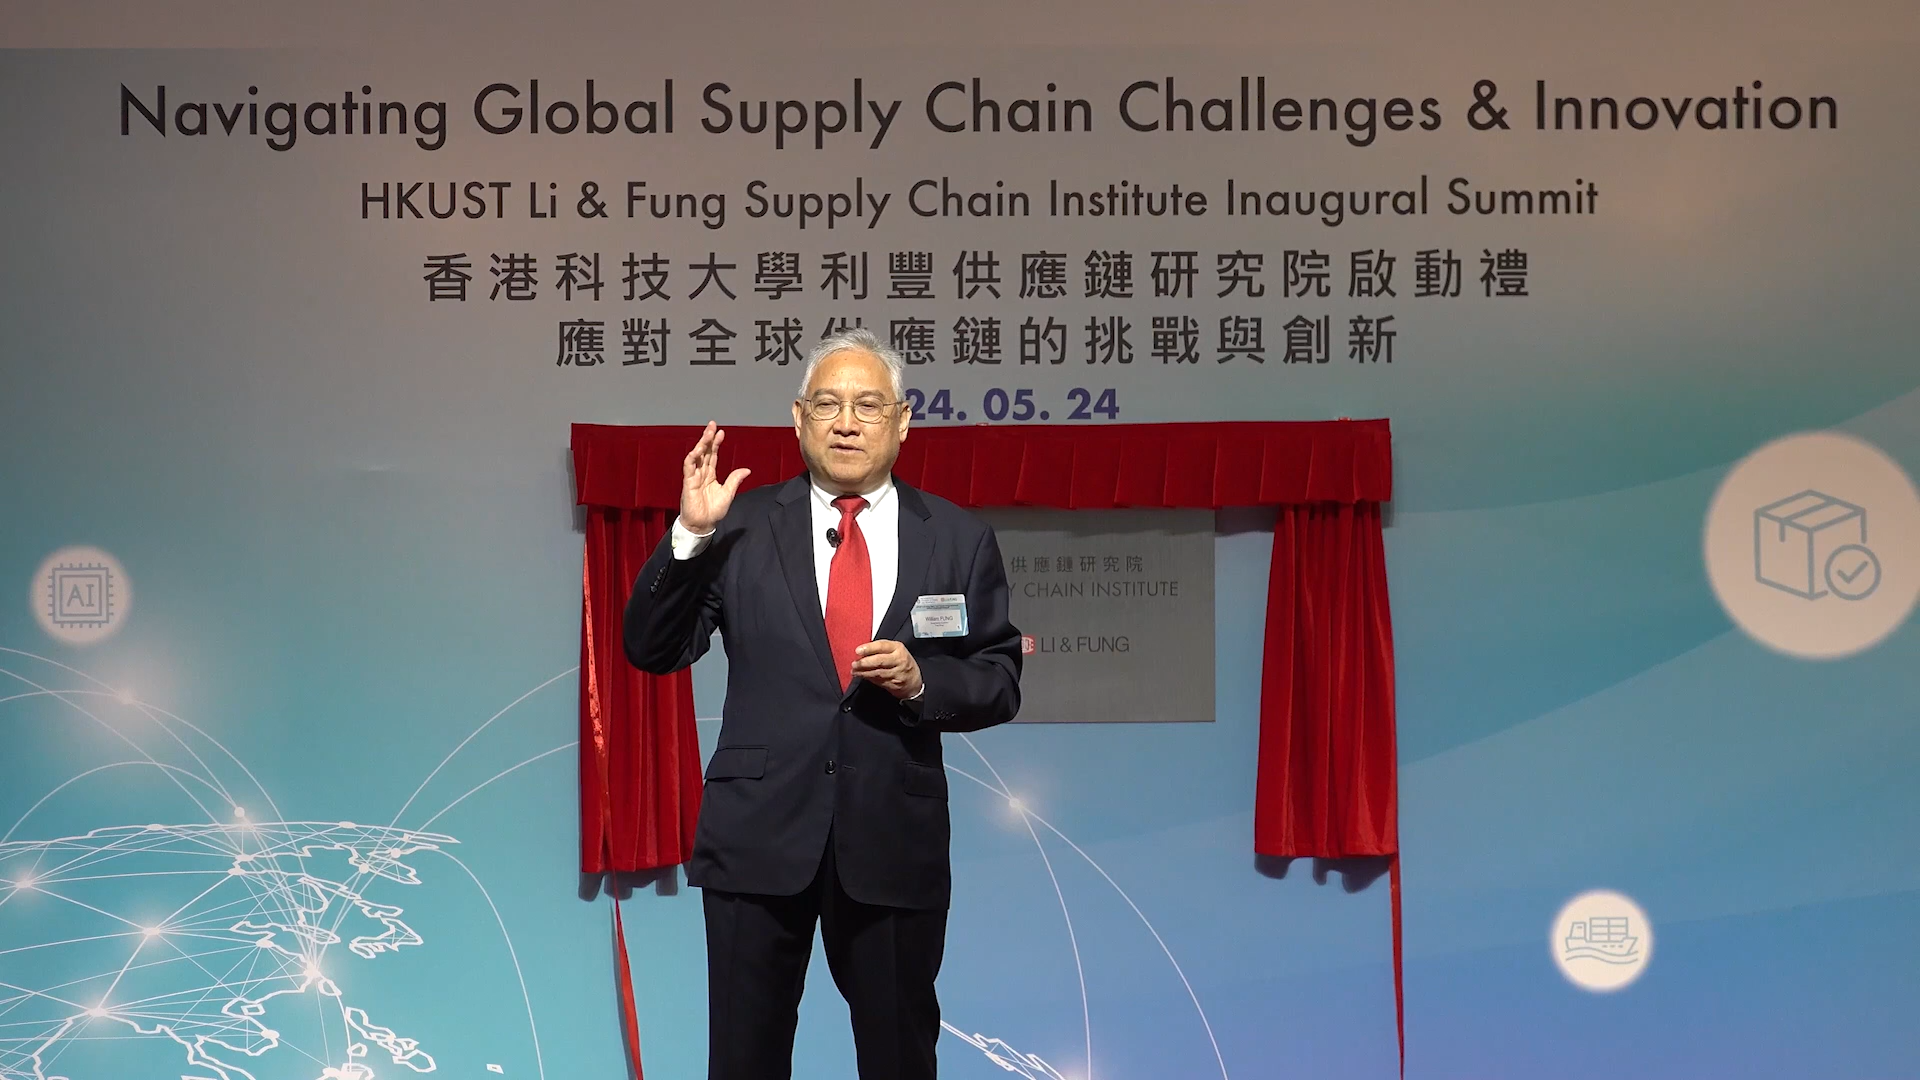 Navigating Global Supply Chain Challenges & Innovation
HKUST Li & Fung Supply Chain Institute Inaugural Summit
香港科技大學利豐供應鏈研究院啟動禮
應對全球供應鏈的挑戰與創新
24. 05. 24
供應鏈研究院
Y CHAIN INSTITUTE
LI & FUNG
William FUNG
AI